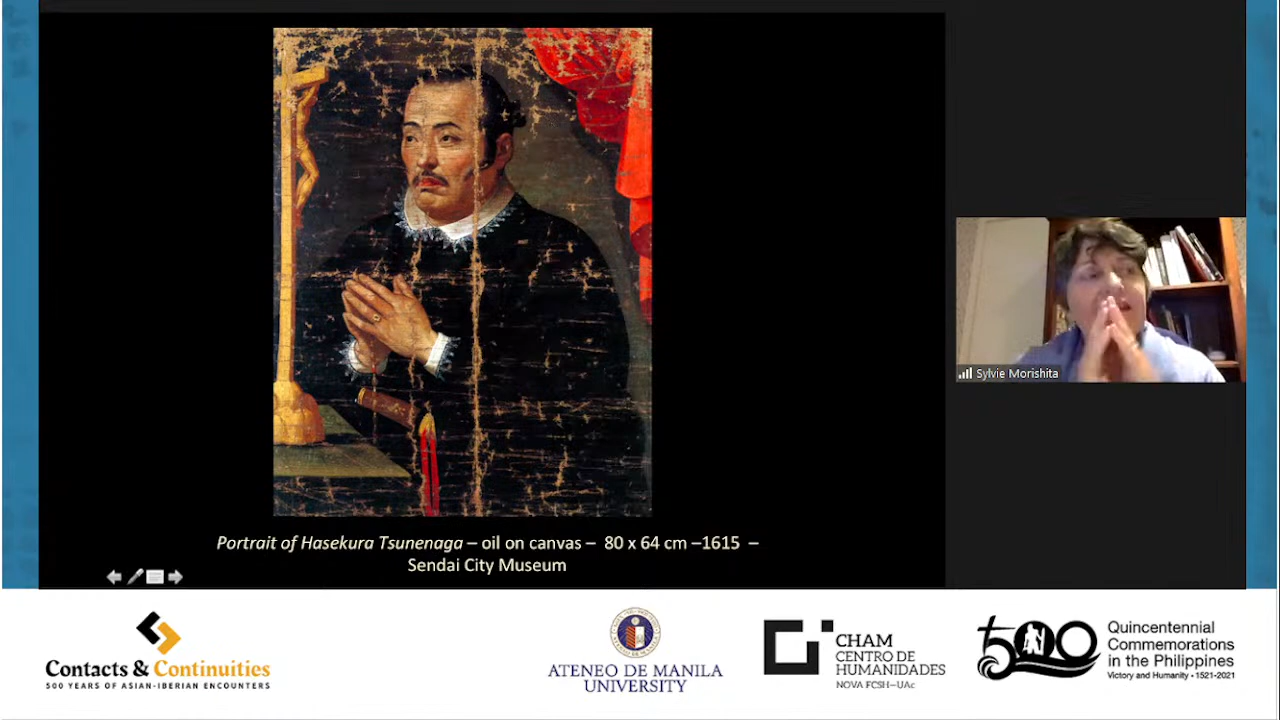 Sylvie Morishita
Portrait of Hasekura Tsunenaga – oil on canvas – 80 x 64 cm –1615 –
Sendai City Museum
Contacts & Continuities
500 YEARS OF ASIAN-IBERIAN ENCOUNTERS
ATENEO DE MANILA
UNIVERSITY
CHAM
CENTRO DE
HUMANIDADES
NOVA FCSH–UAc
500
Quincentennial
Commemorations
in the Philippines
Victory and Humanity • 1521-2021